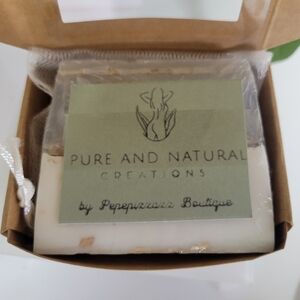 PURE AND NATURAL
CREATIONS
by Pepepizzazz Boutique